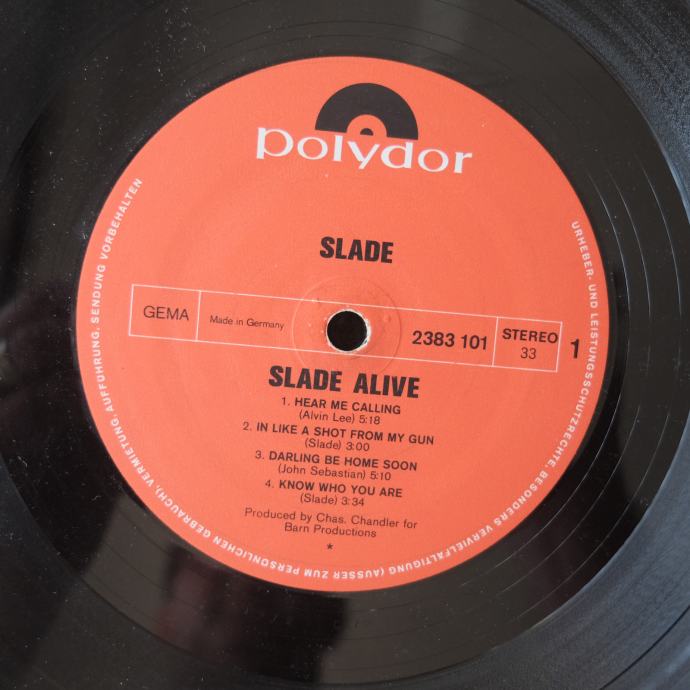 polydor
SLADE
GEMA
Made in Germany
2383 101
STEREO
33
1
SLADE ALIVE
1. HEAR ME CALLING
(Alvin Lee) 5:18
2. IN LIKE A SHOT FROM MY GUN
(Slade) 3:00
3. DARLING BE HOME SOON
(John Sebastian) 5:10
4. KNOW WHO YOU ARE
(Slade) 3:34
Produced by Chas. Chandler for
Barn Productions
*
URHEBER- UND LEISTUNGSSCHUTZRECHTE, BESONDERS VERVIELFÄLTIGUNG (AUSSER ZUM PERSÖNLICHEN GEBRAUCH), VERMIETUNG, AUFFÜHRUNG, SENDUNG VORBEHALTEN